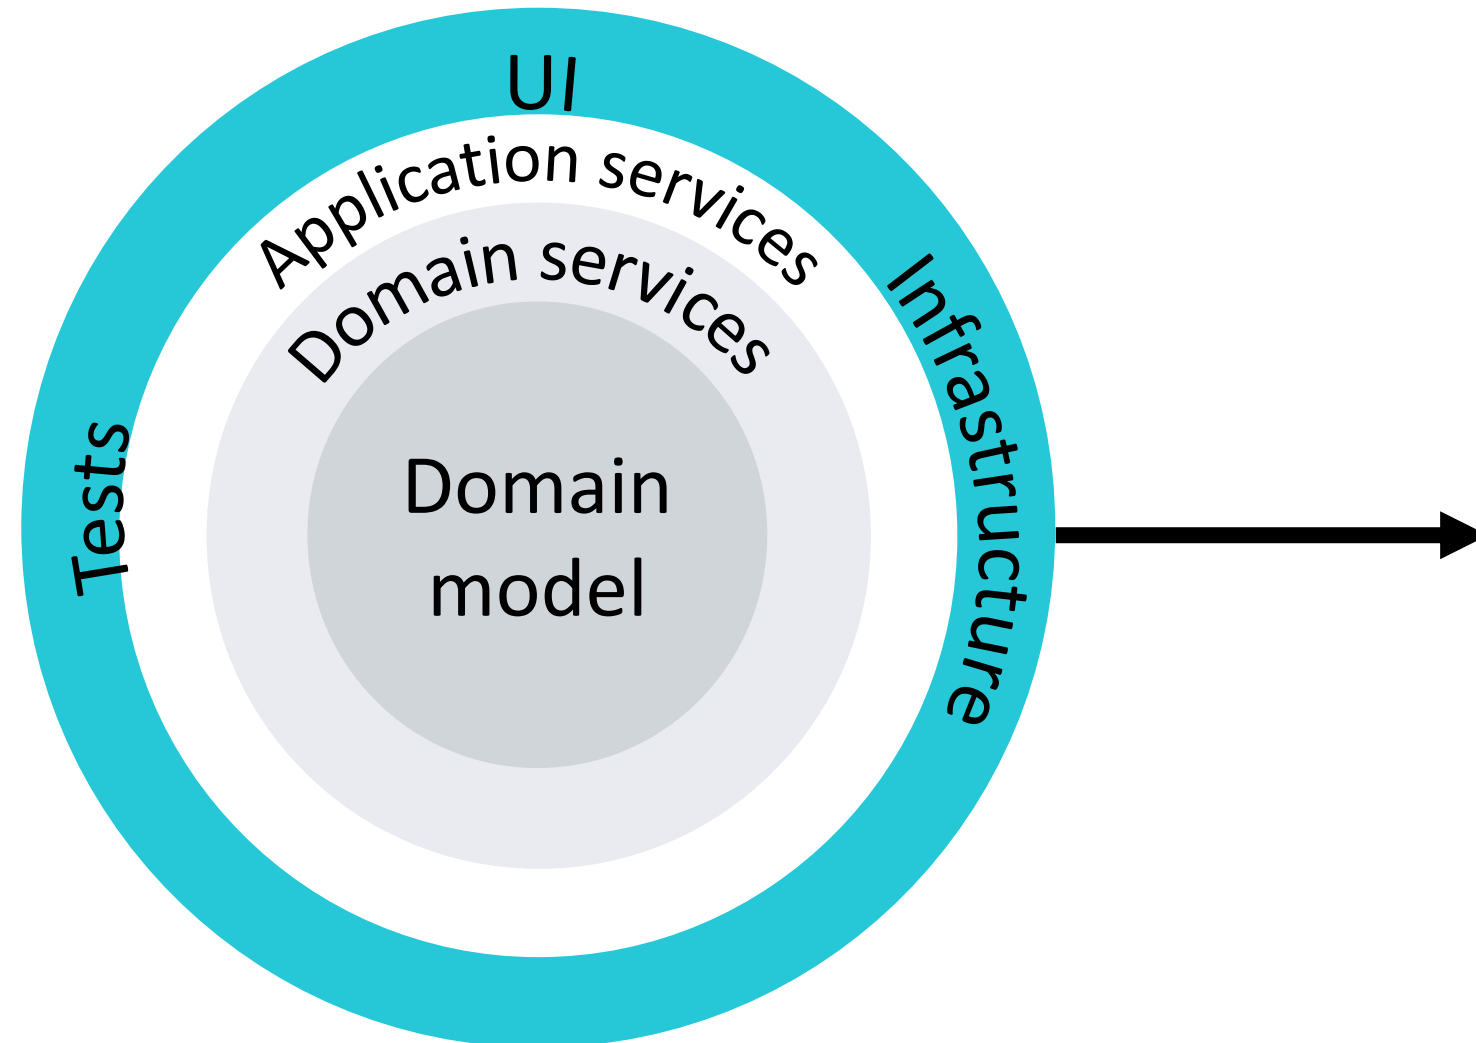 UI
Application services
Domain services
Infrastructure
Tests
Domain
model